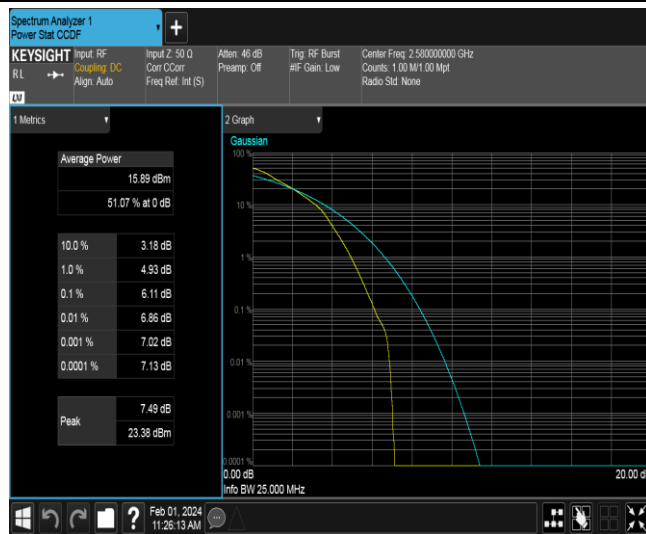 Spectrum Analyzer 1
Power Stat CCDF
+
KEYSIGHT
RL
LXI
Input: RF
Coupling: DC
Align: Auto
Input Z: 50 Ω
Corr CCorr
Freq Ref: Int (S)
Atten: 46 dB
Preamp: Off
Trig: RF Burst
#IF Gain: Low
Center Freq: 2.580000000 GHz
Counts: 1.00 M/1.00 Mpt
Radio Std: None
1 Metrics
Average Power
15.89 dBm
51.07 % at 0 dB
10.0 % 3.18 dB
1.0 % 4.93 dB
0.1 % 6.11 dB
0.01 % 6.86 dB
0.001 % 7.02 dB
0.0001 % 7.13 dB
Peak
7.49 dB
23.38 dBm
2 Graph
Gaussian
100 %
10 %
1 %
0.1 %
0.01 %
0.001 %
0.0001 %
0.00 dB
20.00 d
Info BW 25.000 MHz
?
Feb 01, 2024
11:26:13 AM